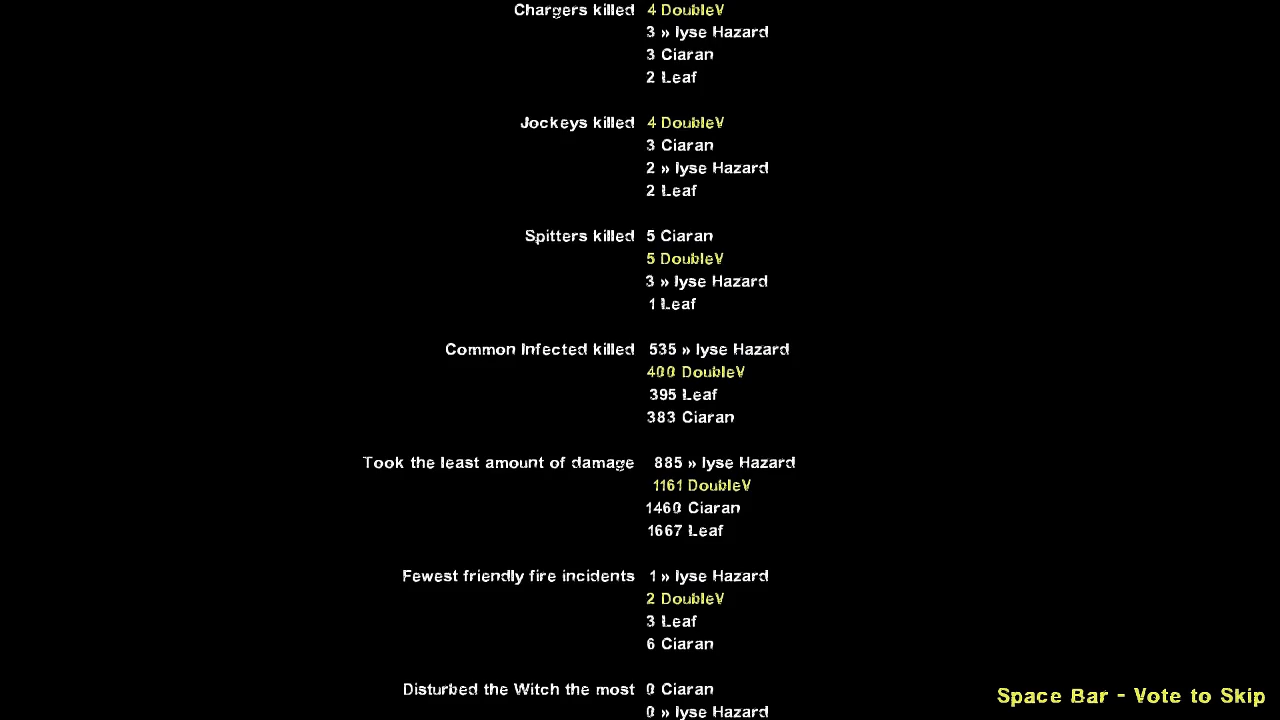 Chargers killed 4 DoubleV
3 » lyse Hazard
3 Ciaran
2 Leaf
Jockeys killed 4 DoubleV
3 Ciaran
2 » lyse Hazard
2 Leaf
Spitters killed 5 Ciaran
5 DoubleV
3 » lyse Hazard
1 Leaf
Common Infected killed 535 » lyse Hazard
400 DoubleV
395 Leaf
383 Ciaran
Took the least amount of damage 885 » lyse Hazard
1161 DoubleV
1460 Ciaran
1667 Leaf
Fewest friendly fire incidents 1 » lyse Hazard
2 DoubleV
3 Leaf
6 Ciaran
Disturbed the Witch the most 0 Ciaran
0 » lyse Hazard
Space Bar - Vote to Skip